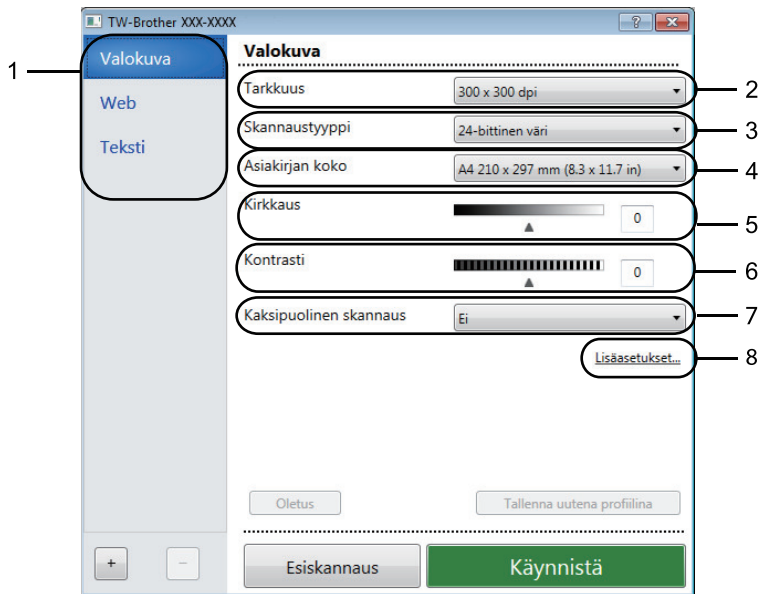 TW-Brother XXX-XXXX
?
1
Valokuva
Web
Teksti
Valokuva
Tarkkuus 300 x 300 dpi 2
Skannaustyyppi 24-bittinen väri 3
Asiakirjan koko A4 210 x 297 mm (8.3 x 11.7 in) 4
Kirkkaus 0 5
Kontrasti 0 6
Kaksipuolinen skannaus Ei 7
Lisäasetukset... 8
Oletus Tallenna uutena profiilina
+ − Esiskannaus Käynnistä